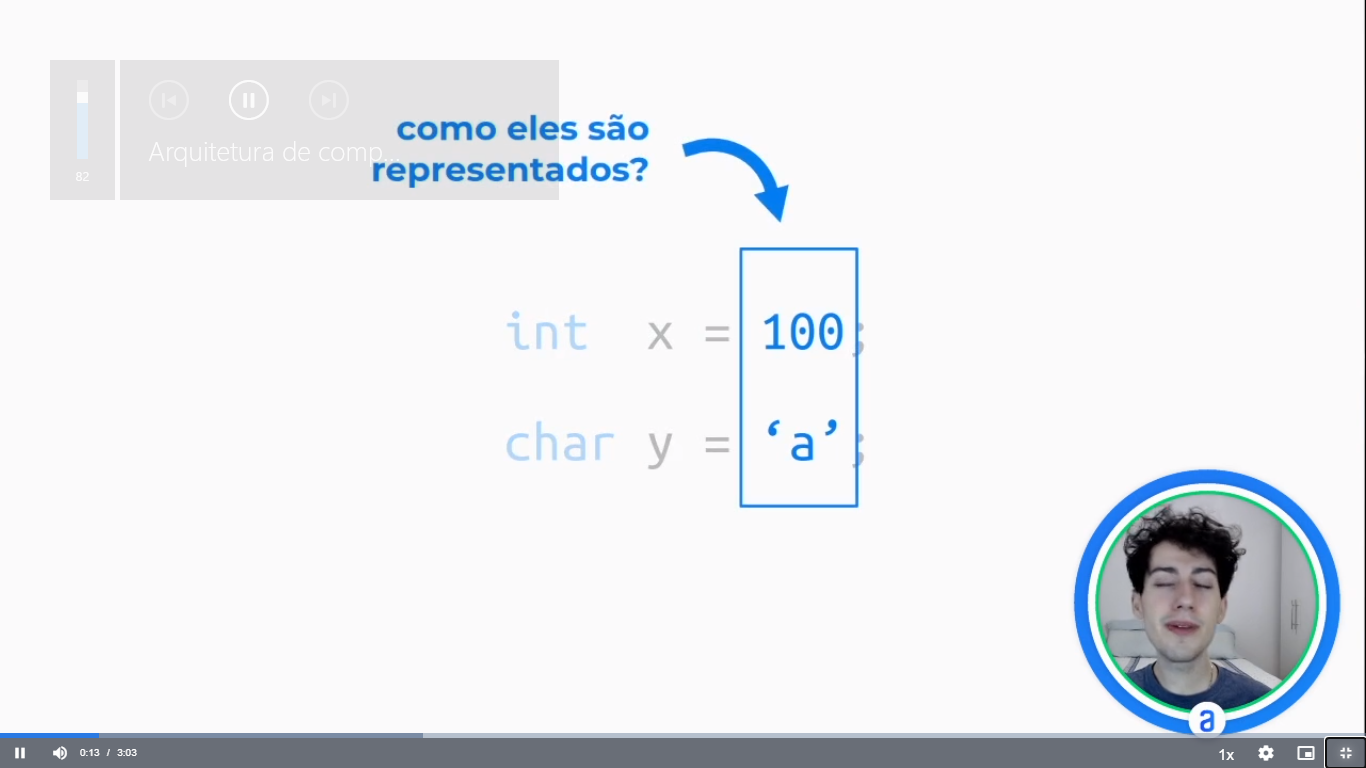 como eles são
representados?
Arquitetura de comp...
82
int x = 100;
char y = ‘a’;
a
0:13 / 3:03
1x